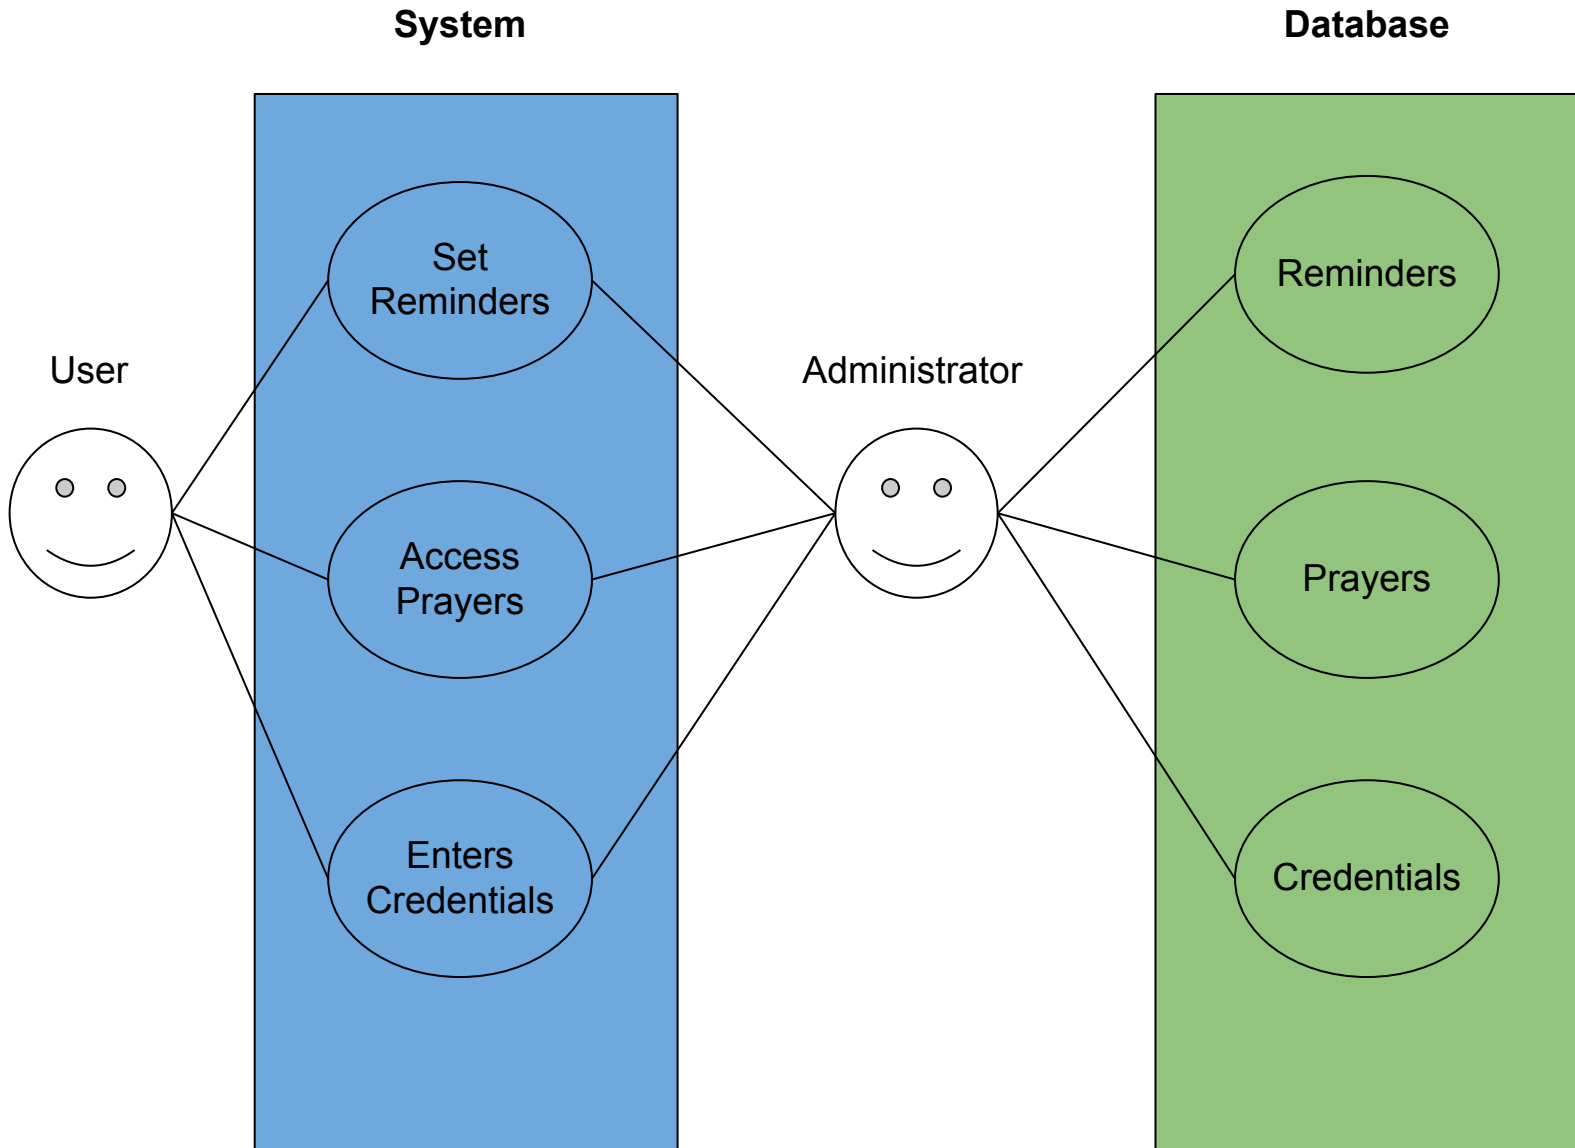 System
Database
Set
Reminders
Reminders
User
Administrator
Access
Prayers
Prayers
Enters
Credentials
Credentials